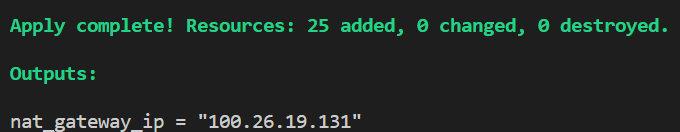 Apply complete! Resources: 25 added, 0 changed, 0 destroyed.
Outputs:
nat_gateway_ip = "100.26.19.131"